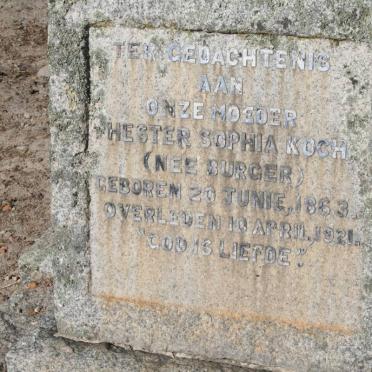 TER GEDACHTENIS
AAN
ONZE MOEDER
HESTER SOPHIA KOCH
(NEE BURGER)
GEBOREN 20 JUNIE, 1863.
OVERLEDEN 10 APRIL, 1921.
"GOD IS LIEFDE".